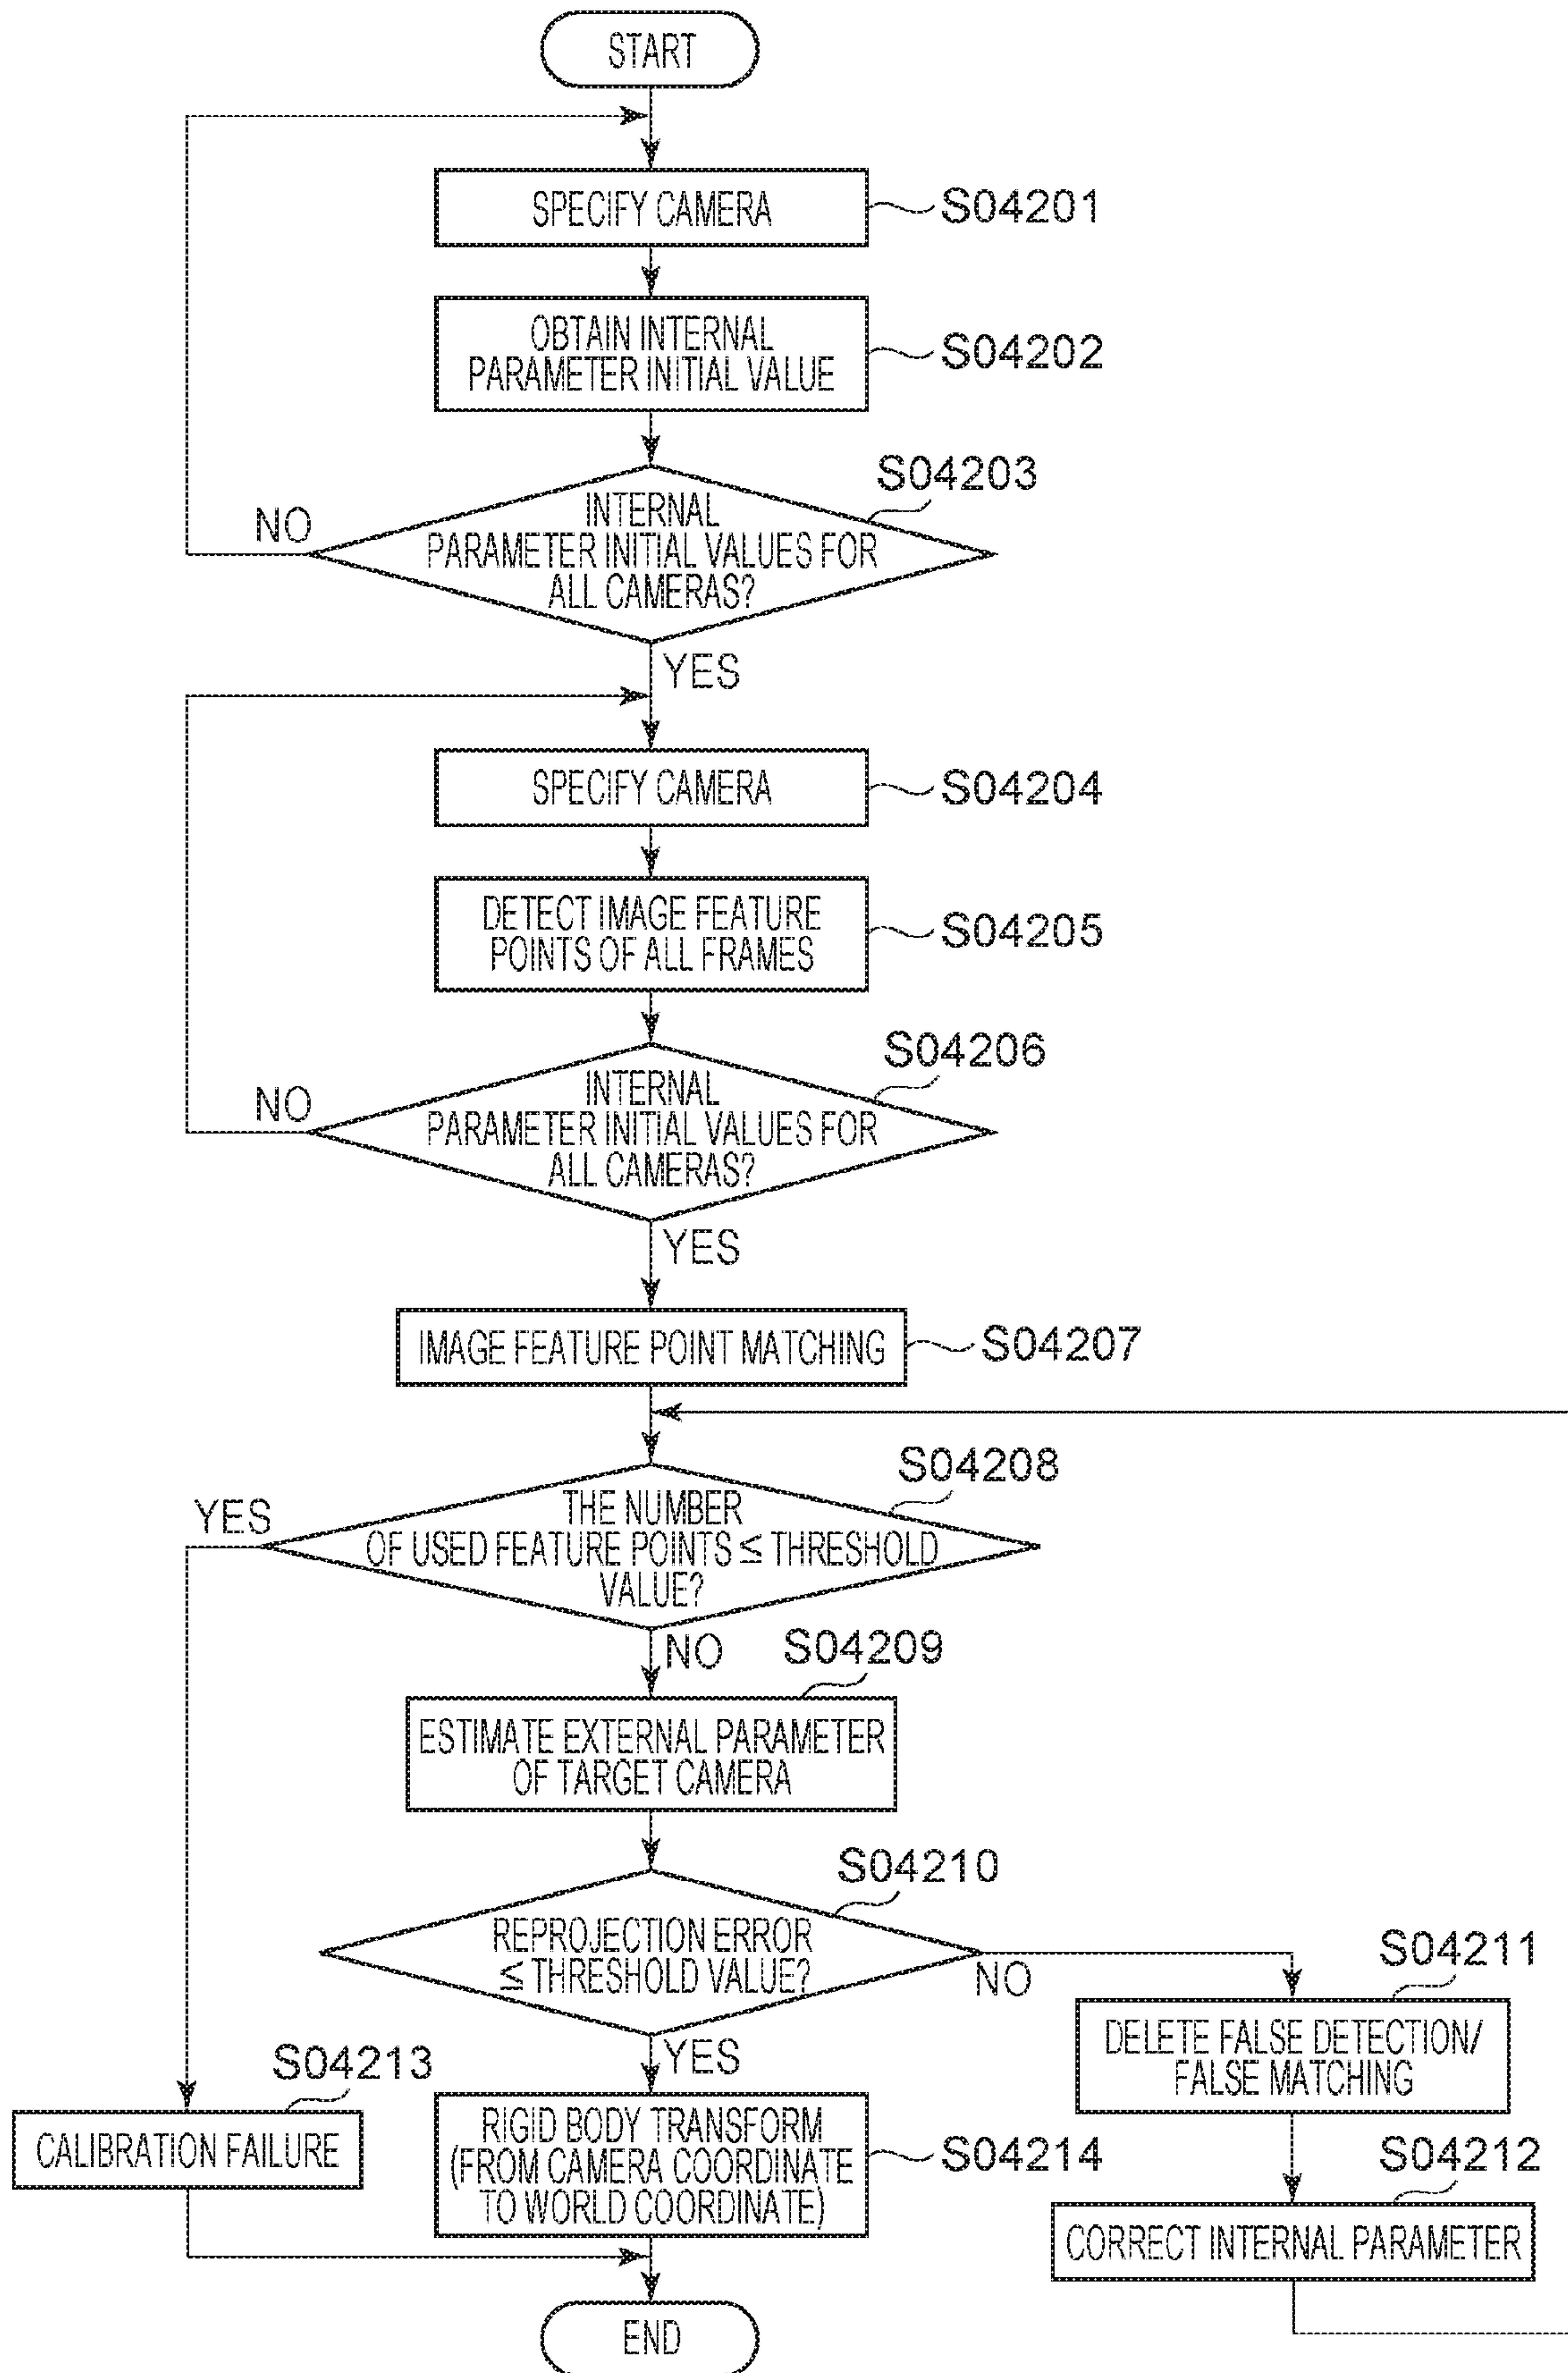 START
SPECIFY CAMERA
S04201
OBTAIN INTERNAL
PARAMETER INITIAL VALUE
S04202
S04203
INTERNAL
PARAMETER INITIAL VALUES FOR
ALL CAMERAS?
NO
YES
SPECIFY CAMERA
S04204
DETECT IMAGE FEATURE
POINTS OF ALL FRAMES
S04205
S04206
INTERNAL
PARAMETER INITIAL VALUES FOR
ALL CAMERAS?
NO
YES
IMAGE FEATURE POINT MATCHING
S04207
S04208
YES
THE NUMBER
OF USED FEATURE POINTS ≦ THRESHOLD
VALUE?
NO
S04209
ESTIMATE EXTERNAL PARAMETER
OF TARGET CAMERA
S04210
REPROJECTION ERROR
≦ THRESHOLD VALUE?
NO
YES
S04211
DELETE FALSE DETECTION/
FALSE MATCHING
S04213
CALIBRATION FAILURE
RIGID BODY TRANSFORM
(FROM CAMERA COORDINATE
TO WORLD COORDINATE)
S04214
S04212
CORRECT INTERNAL PARAMETER
END